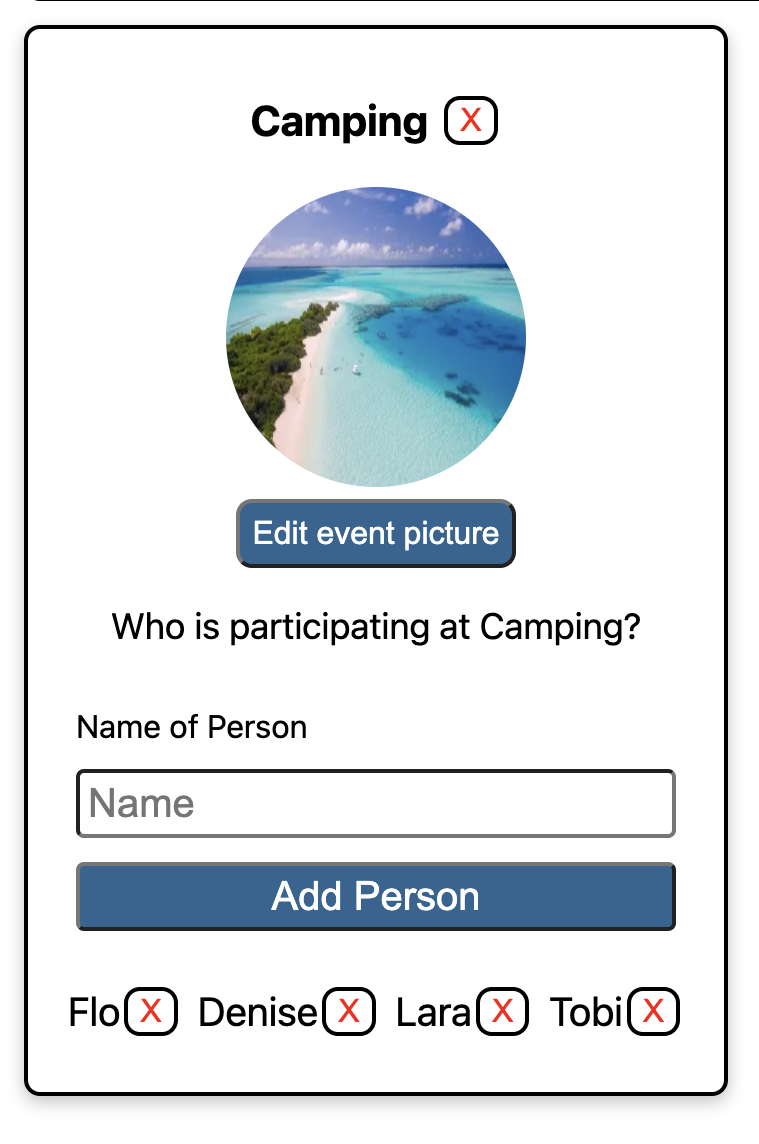 Camping X
Edit event picture
Who is participating at Camping?
Name of Person
Name
Add Person
Flo X Denise X Lara X Tobi X